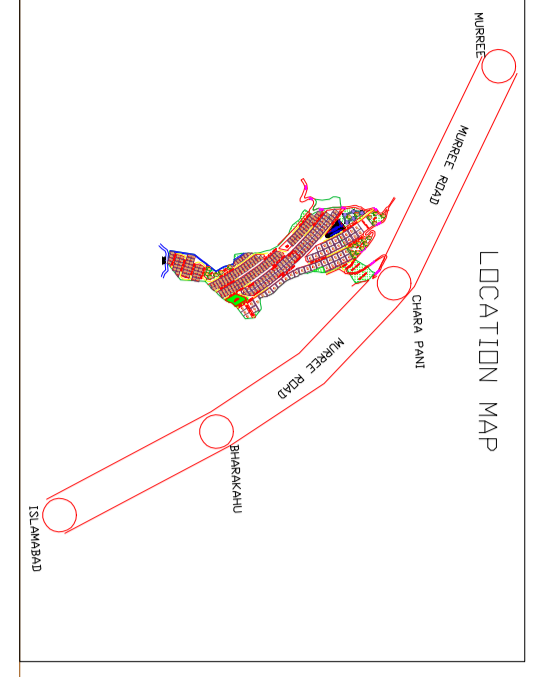 LOCATION MAP
MURREE
MURREE ROAD
CHARA PANI
MURREE ROAD
BHARAKAHU
ISLAMABAD